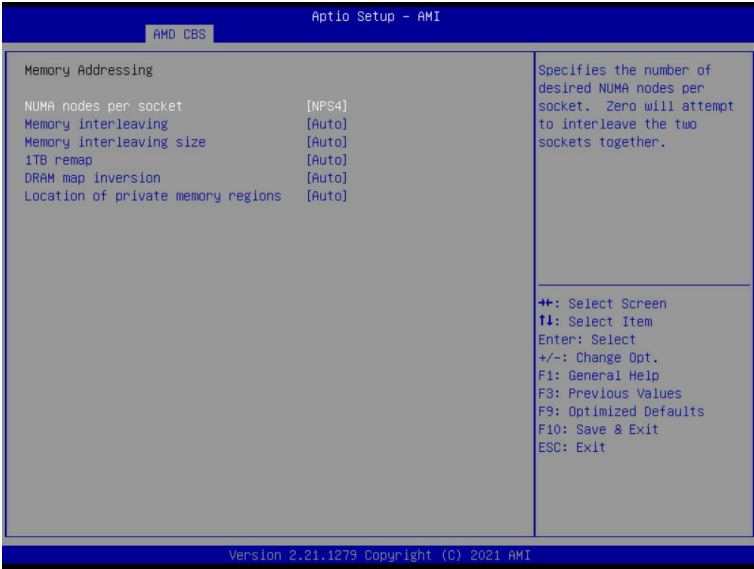 Aptio Setup – AMI
AMD CBS
Memory Addressing
NUMA nodes per socket [NPS4]
Memory interleaving [Auto]
Memory interleaving size [Auto]
1TB remap [Auto]
DRAM map inversion [Auto]
Location of private memory regions [Auto]
Specifies the number of
desired NUMA nodes per
socket. Zero will attempt
to interleave the two
sockets together.
→←: Select Screen
↑↓: Select Item
Enter: Select
+/-: Change Opt.
F1: General Help
F3: Previous Values
F9: Optimized Defaults
F10: Save & Exit
ESC: Exit
Version 2.21.1279 Copyright (C) 2021 AMI